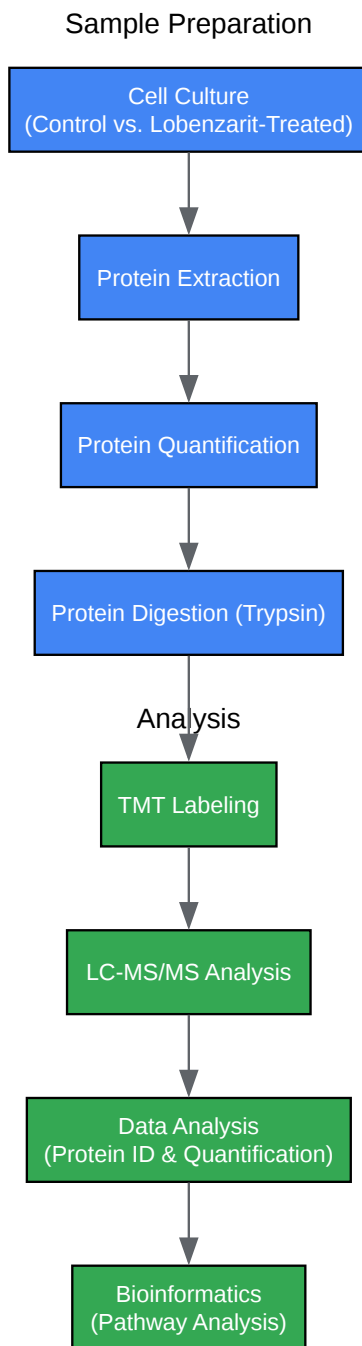 Sample Preparation
Cell Culture
(Control vs. Lobenzarit-Treated)
Protein Extraction
Protein Quantification
Protein Digestion (Trypsin)
Analysis
TMT Labeling
LC-MS/MS Analysis
Data Analysis
(Protein ID & Quantification)
Bioinformatics
(Pathway Analysis)